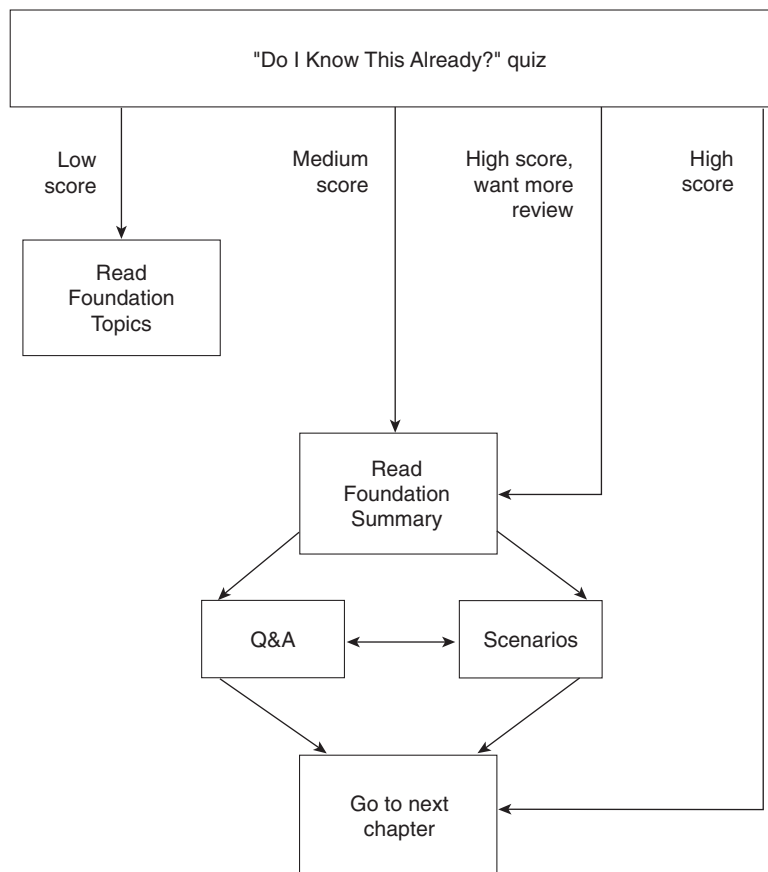 "Do I Know This Already?" quiz
Low
score
Medium
score
High score,
want more
review
High
score
Read
Foundation
Topics
Read
Foundation
Summary
Q&A
Scenarios
Go to next
chapter